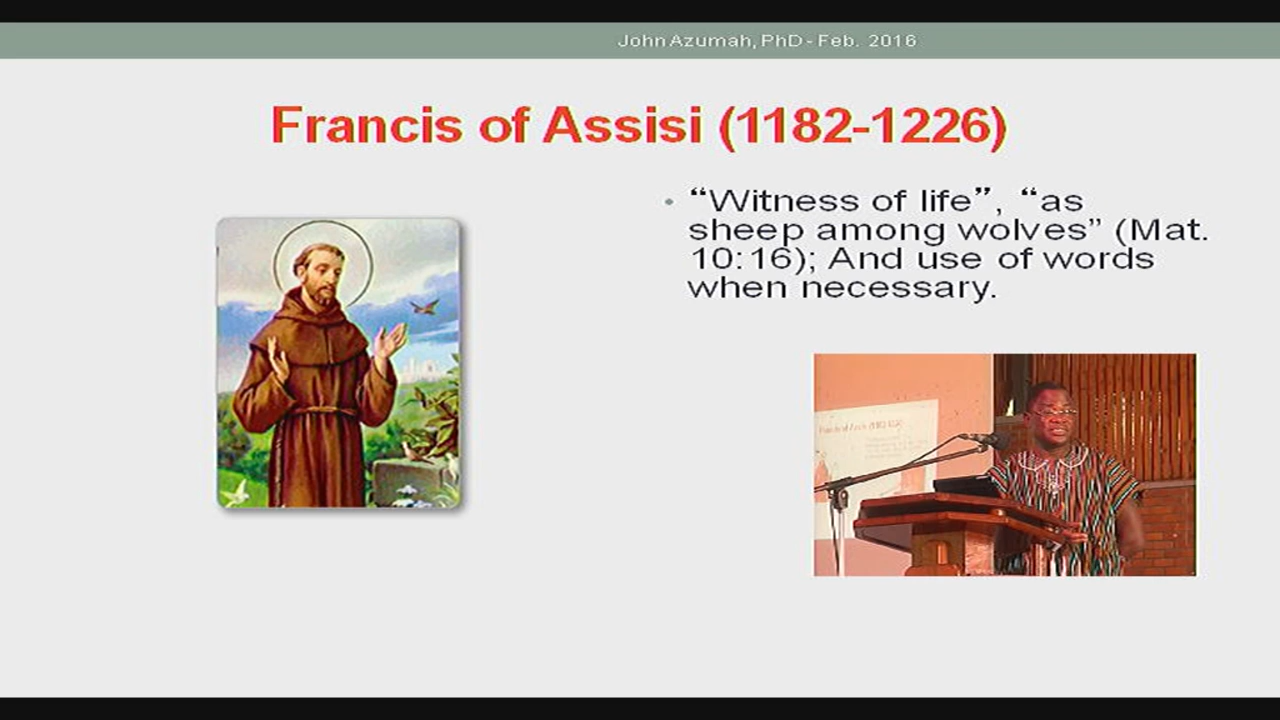 John Azumah, PhD - Feb. 2016
Francis of Assisi (1182-1226)
• “Witness of life”, “as
sheep among wolves” (Mat.
10:16); And use of words
when necessary.